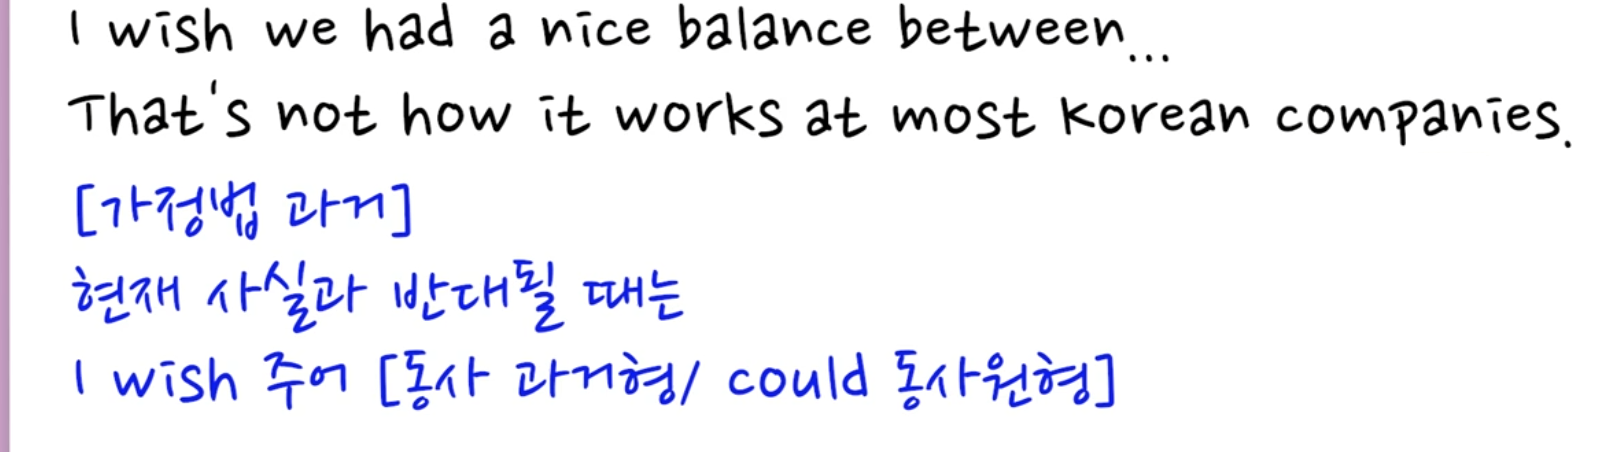 I wish we had a nice balance between...
That's not how it works at most Korean companies.
[가정법 과거]
현재 사실과 반대될 때는
I wish 주어 [동사 과거형/ could 동사원형]